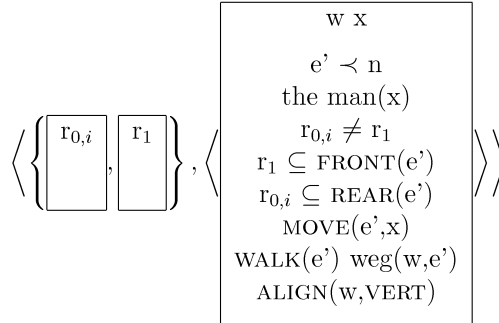 w x
e' ≺ n
the man(x)
r₀,ᵢ ≠ r₁
⟨{ r₀,ᵢ , r₁ } , ⟨ r₁ ⊆ FRONT(e') ⟩⟩
r₀,ᵢ ⊆ REAR(e')
MOVE(e',x)
WALK(e') weg(w,e')
ALIGN(w,VERT)